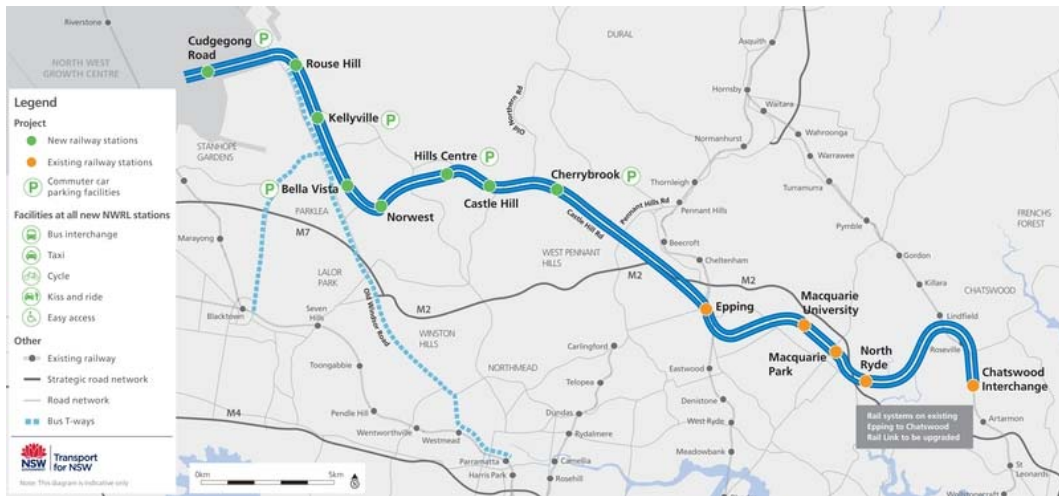 Riverstone
NORTH WEST
GROWTH CENTRE
Cudgegong
Road
P
Rouse Hill
Kellyville
P
Hills Centre
P
Bella Vista
P
Norwest
Castle Hill
Cherrybrook
P
Epping
Macquarie
University
Macquarie
Park
North
Ryde
Chatswood
Interchange
Rail systems on existing
Epping to Chatswood
Rail Link to be upgraded
DURAL
Old Northern Rd
Asquith
Hornsby
Waitara
Normanhurst
Wahroonga
Warrawee
Thornleigh
Turramurra
Pennant Hills Rd
Pennant Hills
Castle Hill Rd
Pymble
FRENCHS
FOREST
Beecroft
Cheltenham
Gordon
WEST PENNANT
HILLS
M2
M2
Killara
CHATSWOOD
Lindfield
Roseville
Artarmon
St
Leonards
Wollstonecraft
STANHOPE
GARDENS
PARKLEA
M7
Marayong
LALOR
PARK
M2
Blacktown
Seven
Hills
Old Windsor Road
WINSTON
HILLS
Toongabbie
NORTHMEAD
Carlingford
Telopea
Eastwood
Pendle Hill
Dundas
Denistone
M4
Wentworthville
Westmead
Rydalmere
West Ryde
Parramatta
Camellia
Meadowbank
Harris Park
Rosehill
Legend
Project
New railway stations
Existing railway stations
P
Commuter car
parking facilities
Facilities at all new NWRL stations
Bus interchange
Taxi
Cycle
Kiss and ride
Easy access
Other
Existing railway
Strategic road network
Road network
Bus T-ways
NSW
GOVERNMENT
Transport
for NSW
Note: This diagram is indicative only
0km
5km